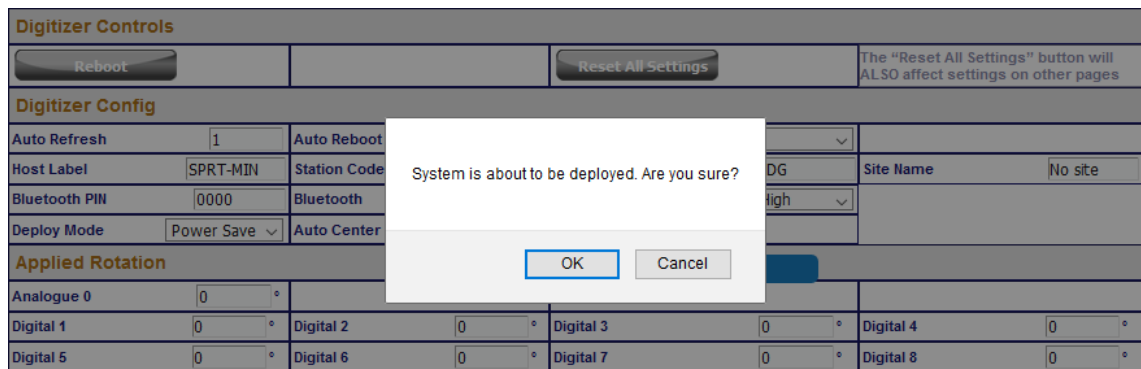 Digitizer Controls
Reboot
Reset All Settings
The “Reset All Settings” button will
ALSO affect settings on other pages
Digitizer Config
Auto Refresh 1 Auto Reboot
Host Label SPRT-MIN Station Code DG Site Name No site
Bluetooth PIN 0000 Bluetooth High
Deploy Mode Power Save Auto Center
System is about to be deployed. Are you sure?
OK Cancel
Applied Rotation
Analogue 0 0 °
Digital 1 0 ° Digital 2 0 ° Digital 3 0 ° Digital 4 0 °
Digital 5 0 ° Digital 6 0 ° Digital 7 0 ° Digital 8 0 °